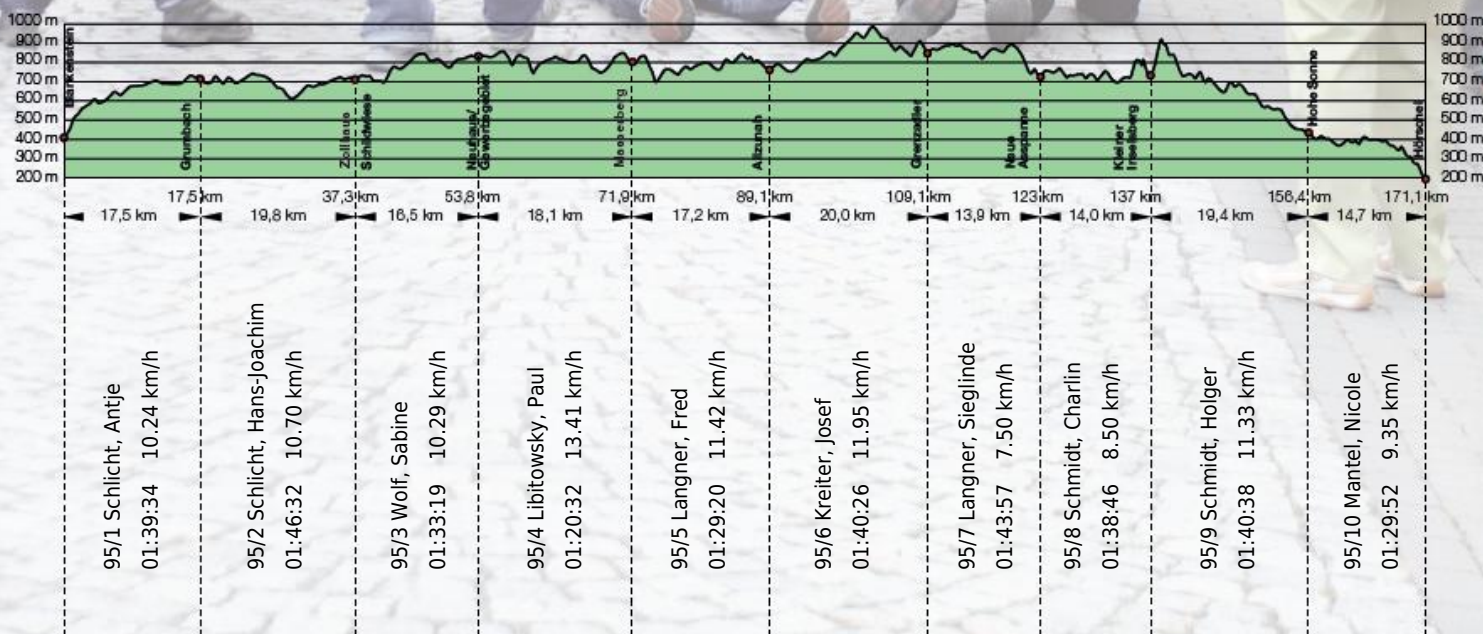 1000 m
900 m
800 m
700 m
600 m
500 m
400 m
300 m
200 m
1000 m
900 m
800 m
700 m
600 m
500 m
400 m
300 m
200 m
Grumbach
Zollhaus
Schildwiese
Neuhaus/
Masserberg
Allzunah
Grenzadler
Neue
Ausspanne
Kleiner
Inselsberg
Hohe Sonne
Hörschel
17,5 km
37,3 km
53,8 km
71,9 km
89,1 km
109,1 km
123 km
137 km
156,4 km
171,1 km
17,5 km
19,8 km
16,5 km
18,1 km
17,2 km
20,0 km
13,9 km
14,0 km
19,4 km
14,7 km
95/1 Schlicht, Antje
01:39:34 10.24 km/h
95/2 Schlicht, Hans-Joachim
01:46:32 10.70 km/h
95/3 Wolf, Sabine
01:33:19 10.29 km/h
95/4 Libitowsky, Paul
01:20:32 13.41 km/h
95/5 Langner, Fred
01:29:20 11.42 km/h
95/6 Kreiter, Josef
01:40:26 11.95 km/h
95/7 Langner, Sieglinde
01:43:57 7.50 km/h
95/8 Schmidt, Charlin
01:38:46 8.50 km/h
95/9 Schmidt, Holger
01:40:38 11.33 km/h
95/10 Mantel, Nicole
01:29:52 9.35 km/h